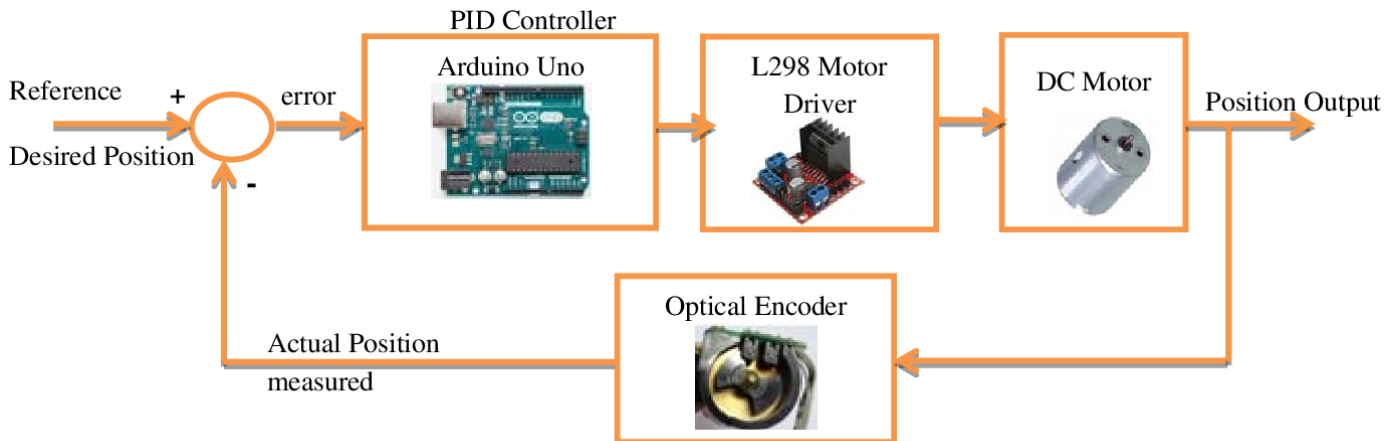 PID Controller
Arduino Uno
L298 Motor
Driver
DC Motor
Reference
+
error
Position Output
Desired Position
-
Optical Encoder
Actual Position
measured